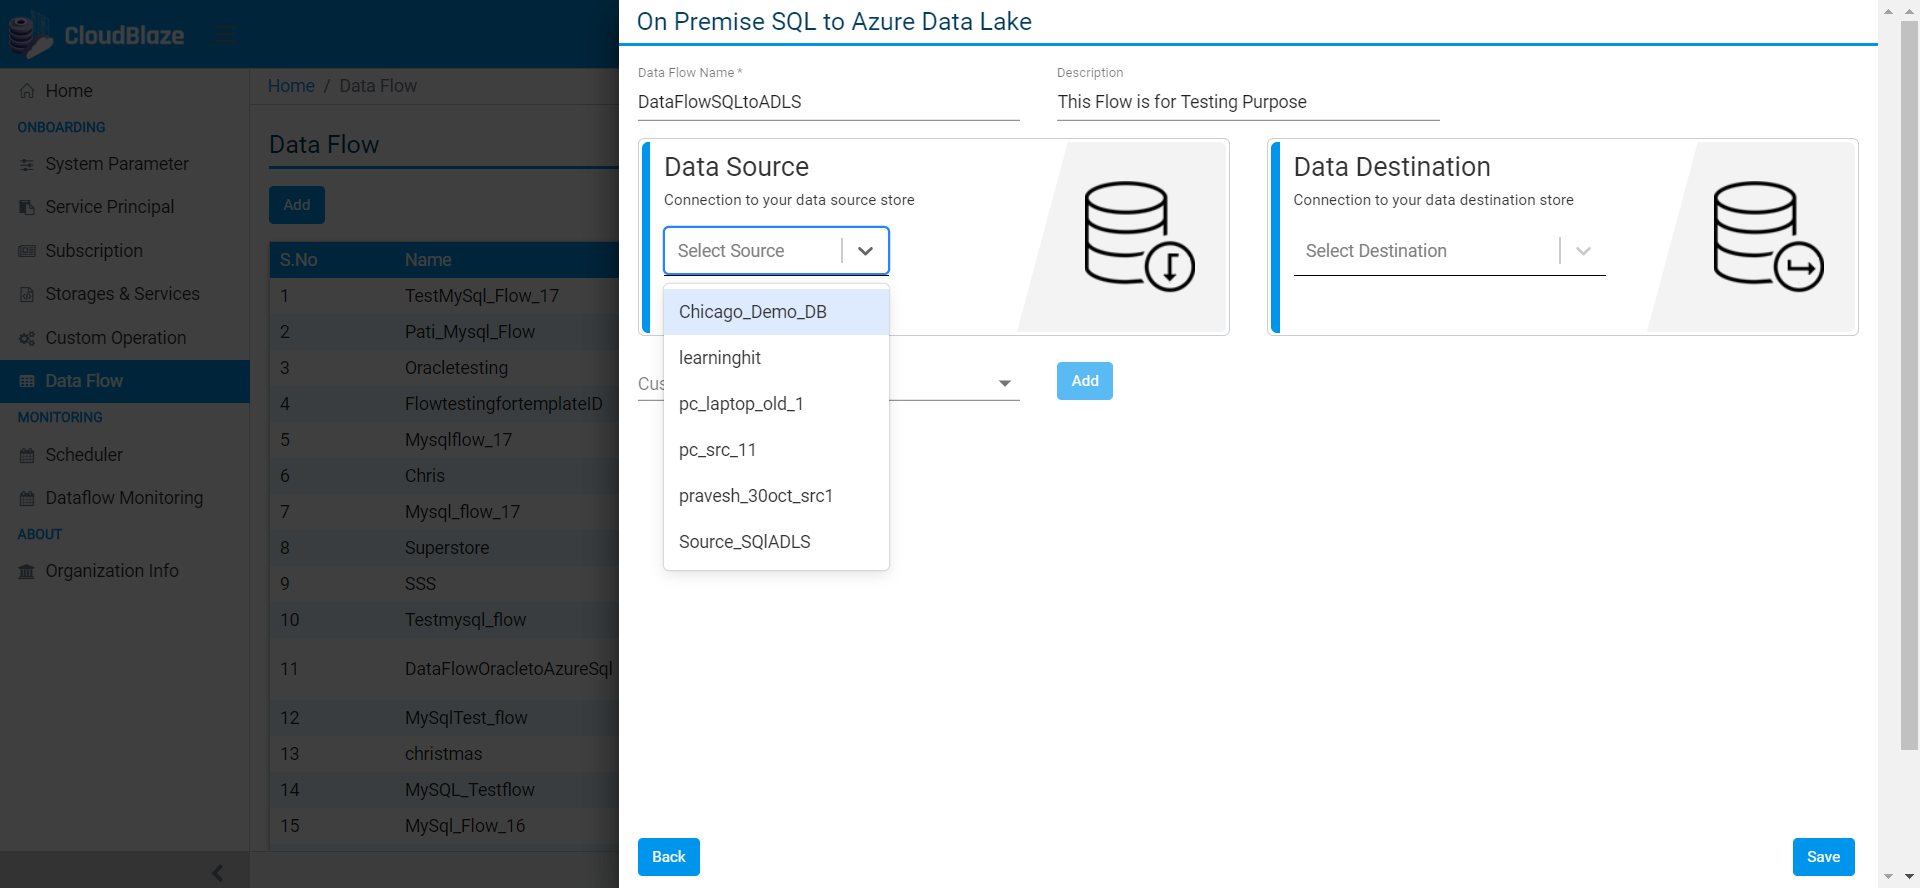 CloudBlaze
Home
ONBOARDING
System Parameter
Service Principal
Subscription
Storages & Services
Custom Operation
Data Flow
MONITORING
Scheduler
Dataflow Monitoring
ABOUT
Organization Info
Home / Data Flow
Data Flow
Add
S.No Name
1 TestMySql_Flow_17
2 Pati_Mysql_Flow
3 Oracletesting
4 FlowtestingfortemplateID
5 Mysqlflow_17
6 Chris
7 Mysql_flow_17
8 Superstore
9 SSS
10 Testmysql_flow
11 DataFlowOracletoAzureSql
12 MySqlTest_flow
13 christmas
14 MySQL_Testflow
15 MySql_Flow_16
On Premise SQL to Azure Data Lake
Data Flow Name *
DataFlowSQLtoADLS
Description
This Flow is for Testing Purpose
Data Source
Connection to your data source store
Select Source
Chicago_Demo_DB
learninghit
pc_laptop_old_1
pc_src_11
pravesh_30oct_src1
Source_SQlADLS
Data Destination
Connection to your data destination store
Select Destination
Cus
Add
Back
Save